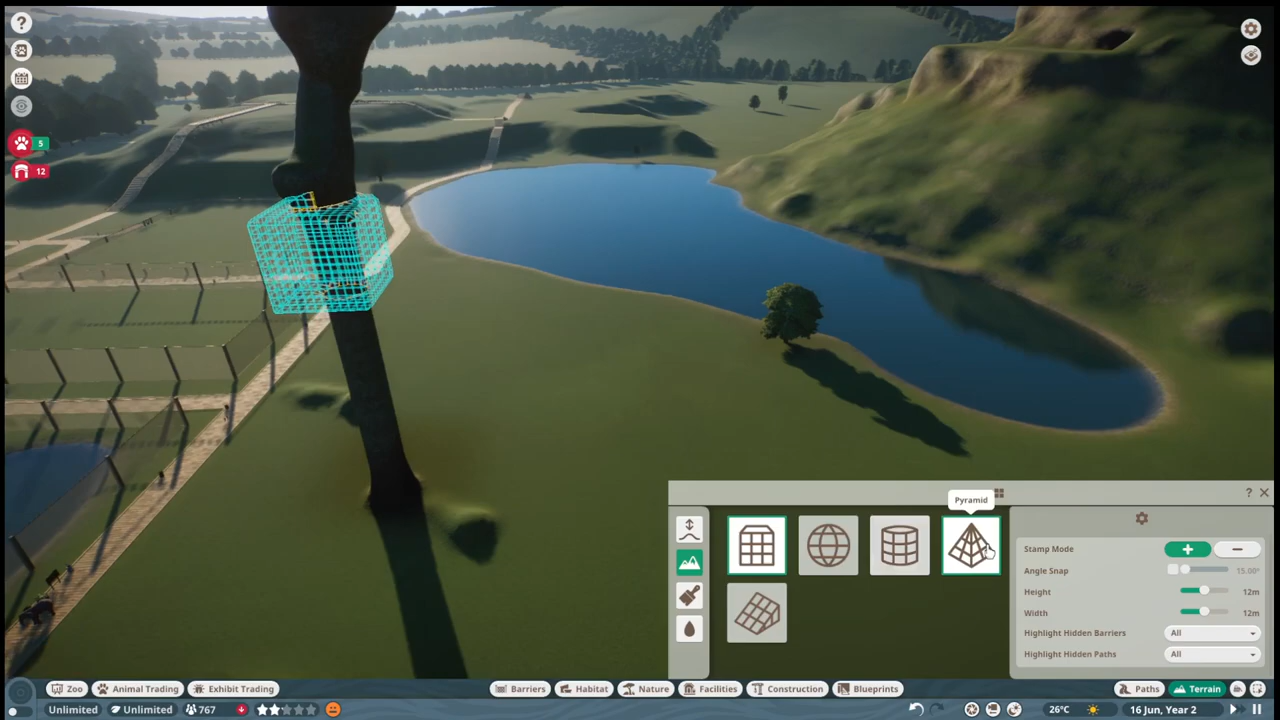 ?
5
12
Pyramid
?
Stamp Mode
Angle Snap 15.00°
Height 12m
Width 12m
Highlight Hidden Barriers All
Highlight Hidden Paths All
Zoo Animal Trading Exhibit Trading Barriers Habitat Nature Facilities Construction Blueprints Paths Terrain
Unlimited Unlimited 767 26°C 16 Jun, Year 2